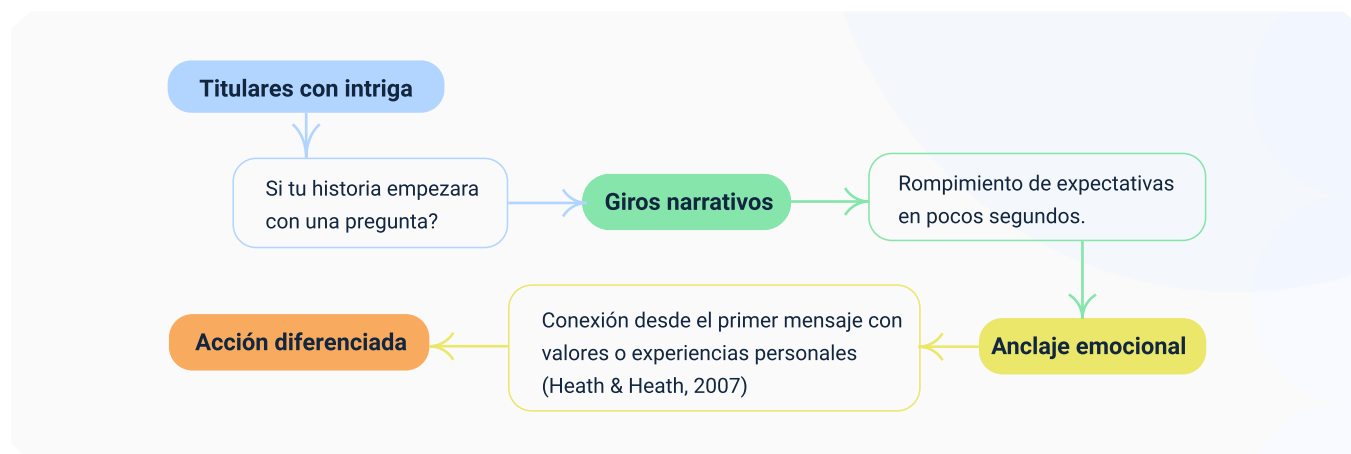 Titulares con intriga
Si tu historia empezara
con una pregunta?
Giros narrativos
Rompimiento de expectativas
en pocos segundos.
Anclaje emocional
Conexión desde el primer mensaje con
valores o experiencias personales
(Heath & Heath, 2007)
Acción diferenciada